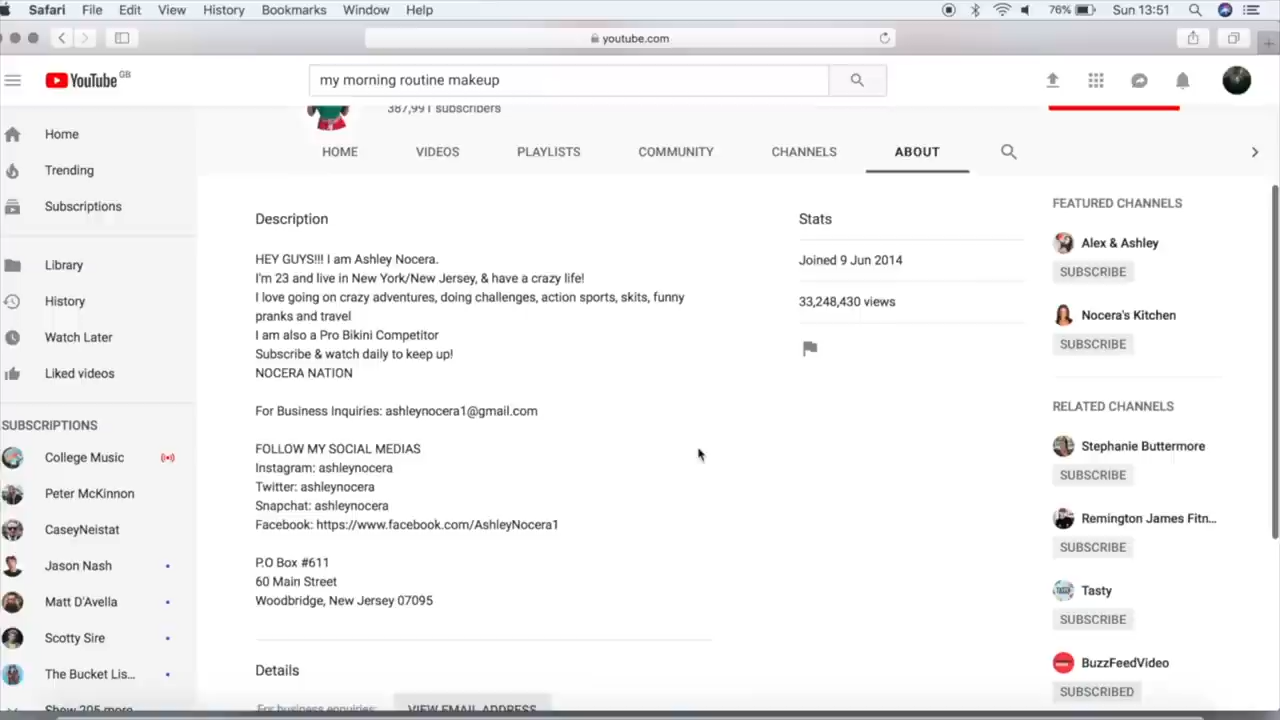 Safari File Edit View History Bookmarks Window Help 76% Sun 13:51
youtube.com
YouTube GB
my morning routine makeup
387,991 subscribers
HOME VIDEOS PLAYLISTS COMMUNITY CHANNELS ABOUT
Home
Trending
Subscriptions
Library
History
Watch Later
Liked videos
SUBSCRIPTIONS
College Music
Peter McKinnon
CaseyNeistat
Jason Nash
Matt D'Avella
Scotty Sire
The Bucket Lis...
Show 205 more
Description
HEY GUYS!!! I am Ashley Nocera.
I'm 23 and live in New York/New Jersey, & have a crazy life!
I love going on crazy adventures, doing challenges, action sports, skits, funny
pranks and travel
I am also a Pro Bikini Competitor
Subscribe & watch daily to keep up!
NOCERA NATION
For Business Inquiries: ashleynocera1@gmail.com
FOLLOW MY SOCIAL MEDIAS
Instagram: ashleynocera
Twitter: ashleynocera
Snapchat: ashleynocera
Facebook: https://www.facebook.com/AshleyNocera1
P.O Box #611
60 Main Street
Woodbridge, New Jersey 07095
Details
For business enquiries: VIEW EMAIL ADDRESS
Stats
Joined 9 Jun 2014
33,248,430 views
FEATURED CHANNELS
Alex & Ashley
SUBSCRIBE
Nocera's Kitchen
SUBSCRIBE
RELATED CHANNELS
Stephanie Buttermore
SUBSCRIBE
Remington James Fitn...
SUBSCRIBE
Tasty
SUBSCRIBE
BuzzFeedVideo
SUBSCRIBED